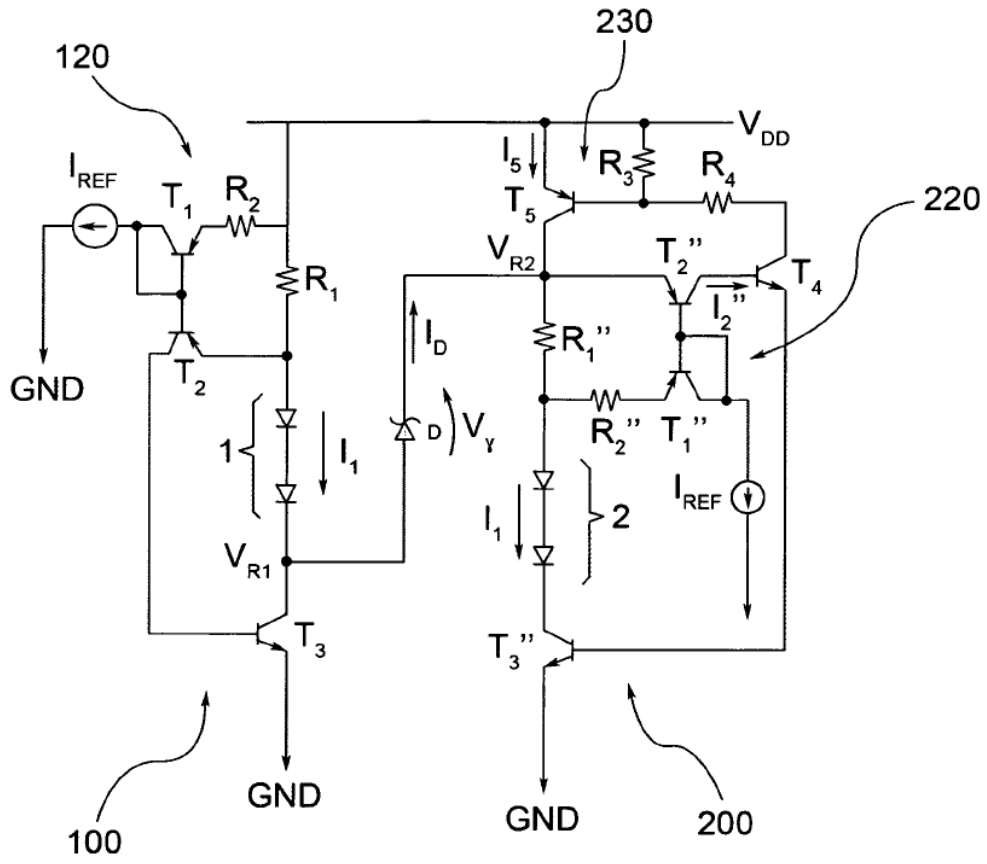 230
120
V_DD
I_5
R_3
R_4
I_REF
T_1
R_2
T_5
220
V_R2
T_2''
T_4
R_1
I_2''
I_D
R_1''
GND
T_2
D
V_γ
R_2''
T_1''
1
I_1
I_REF
I_1
2
V_R1
T_3
T_3''
GND
GND
100
200